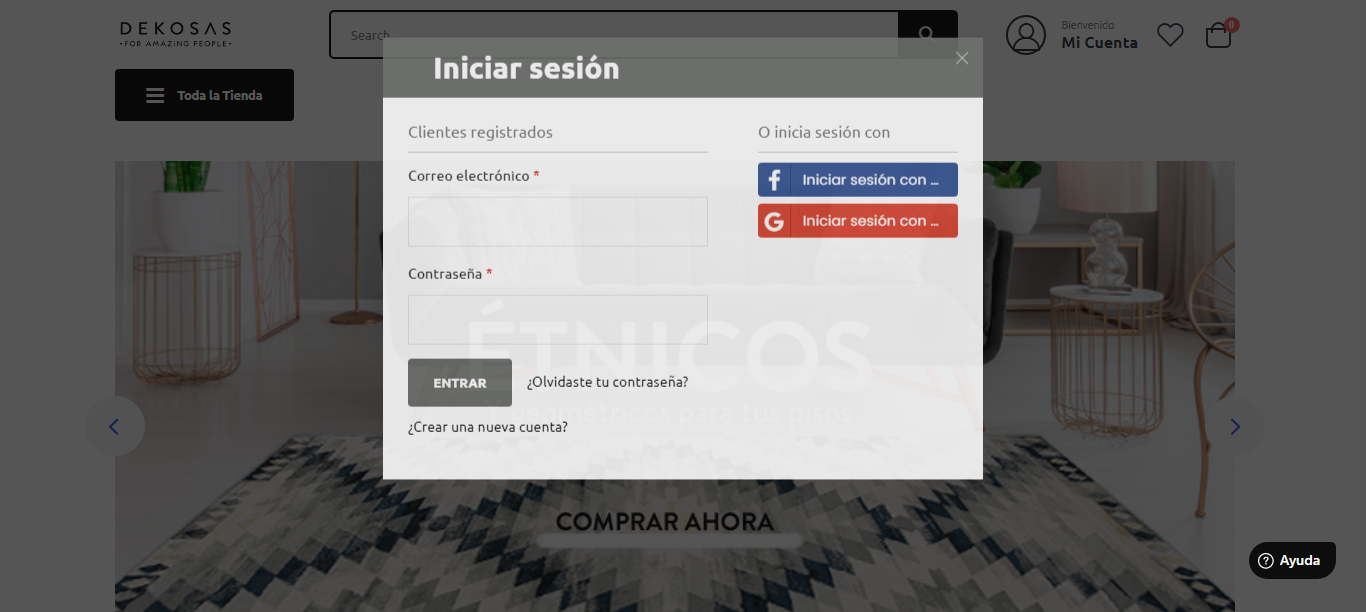 DEKOSAS
•FOR AMAZING PEOPLE•
Search
Bienvenido
Mi Cuenta
0
Toda la Tienda
Iniciar sesión
Clientes registrados
O inicia sesión con
Correo electrónico *
Iniciar sesión con ...
Iniciar sesión con ...
Contraseña *
ÉTNICOS
ENTRAR
¿Olvidaste tu contraseña?
Y geométricos para tus pisos
¿Crear una nueva cuenta?
COMPRAR AHORA
? Ayuda